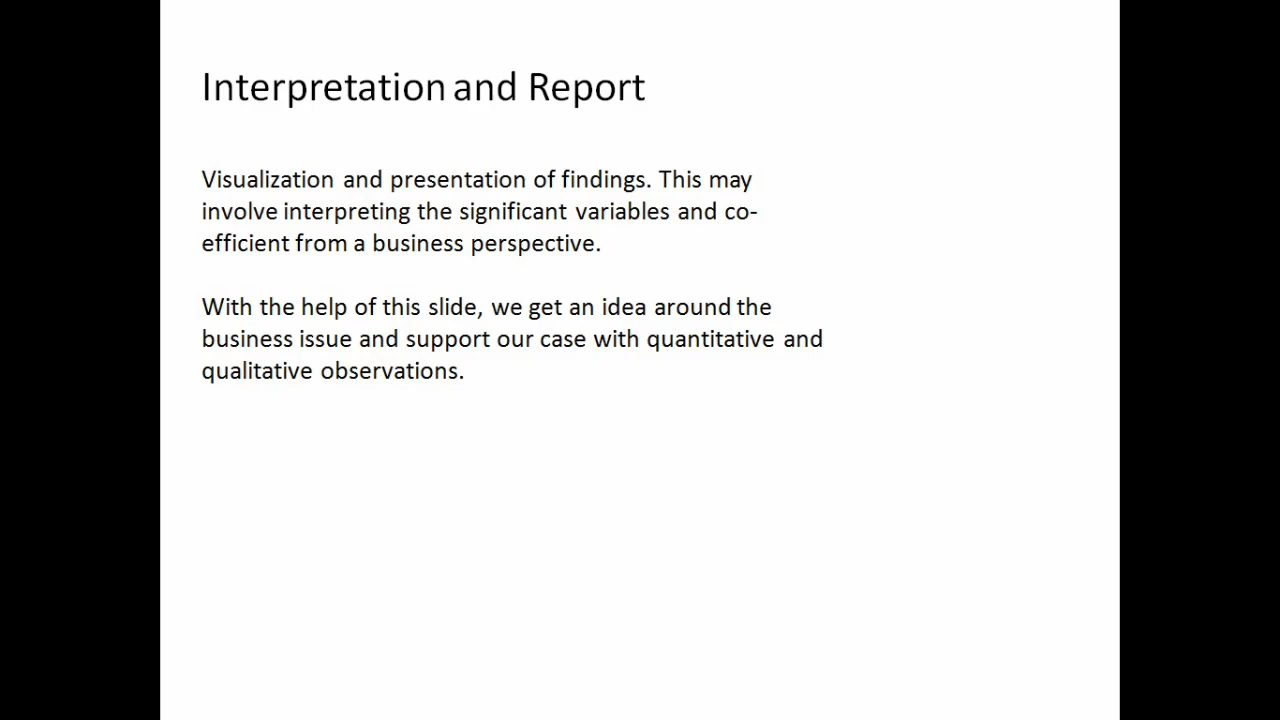 Interpretation and Report
Visualization and presentation of findings. This may
involve interpreting the significant variables and co-
efficient from a business perspective.
With the help of this slide, we get an idea around the
business issue and support our case with quantitative and
qualitative observations.